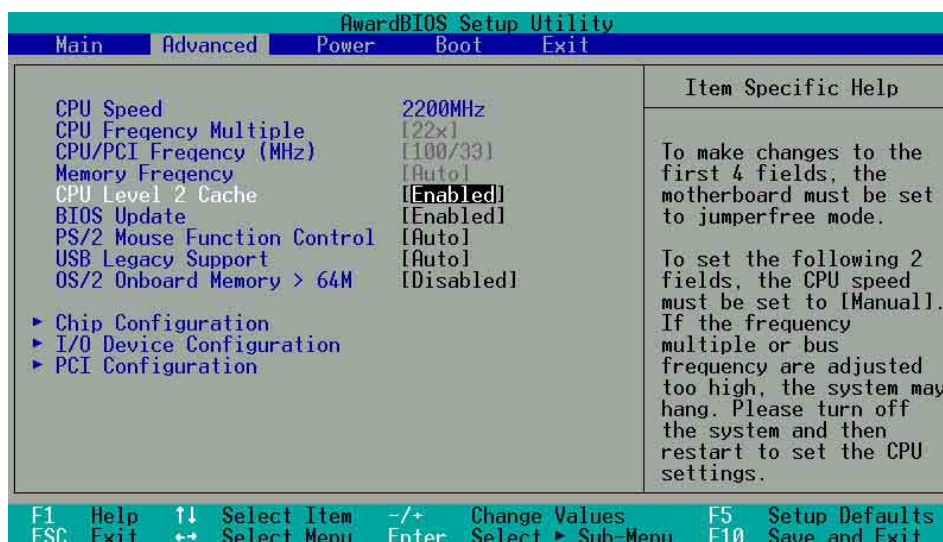 AwardBIOS Setup Utility
Main Advanced Power Boot Exit
CPU Speed 2200MHz
CPU Freqency Multiple [22x]
CPU/PCI Freqency (MHz) [100/33]
Memory Freqency [Auto]
CPU Level 2 Cache [Enabled]
BIOS Update [Enabled]
PS/2 Mouse Function Control [Auto]
USB Legacy Support [Auto]
OS/2 Onboard Memory > 64M [Disabled]
► Chip Configuration
► I/O Device Configuration
► PCI Configuration
Item Specific Help
To make changes to the
first 4 fields, the
motherboard must be set
to jumperfree mode.
To set the following 2
fields, the CPU speed
must be set to [Manual].
If the frequency
multiple or bus
frequency are adjusted
too high, the system may
hang. Please turn off
the system and then
restart to set the CPU
settings.
F1 Help ↑↓ Select Item -/+ Change Values F5 Setup Defaults
ESC Exit ←→ Select Menu Enter Select ► Sub-Menu F10 Save and Exit